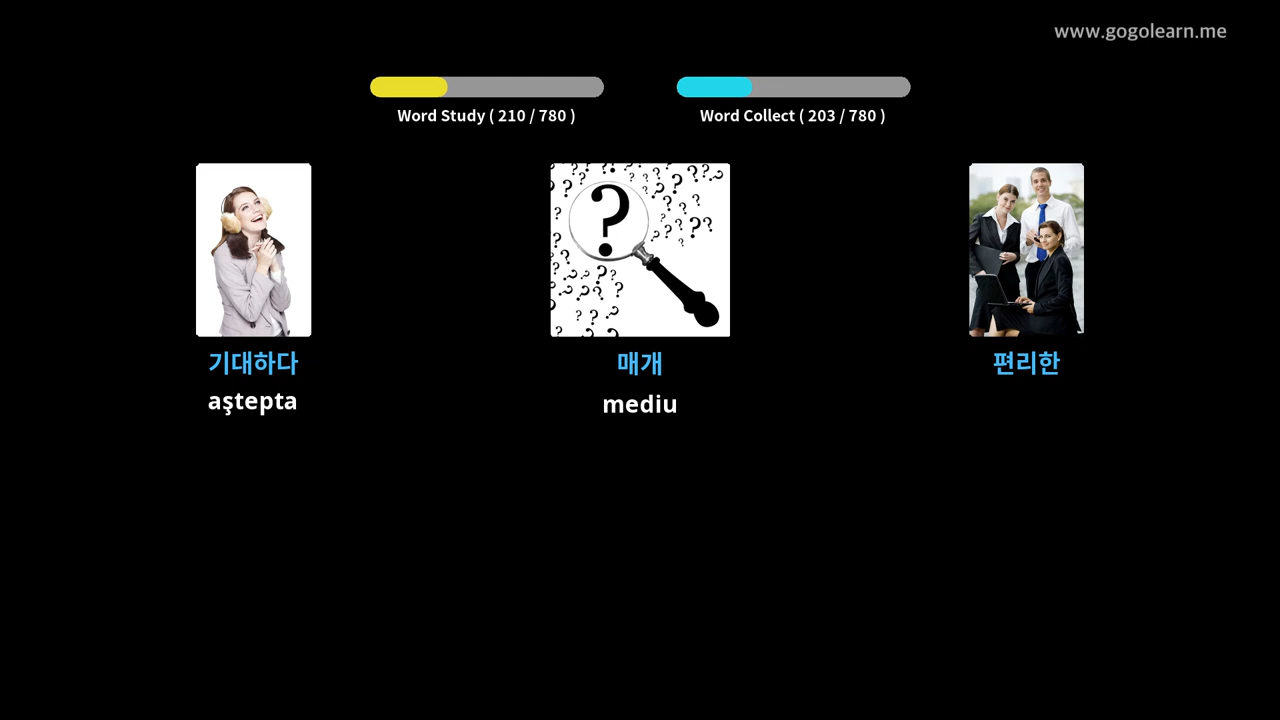 www.gogolearn.me
Word Study ( 210 / 780 )
Word Collect ( 203 / 780 )
기대하다
매개
편리한
aştepta
mediu